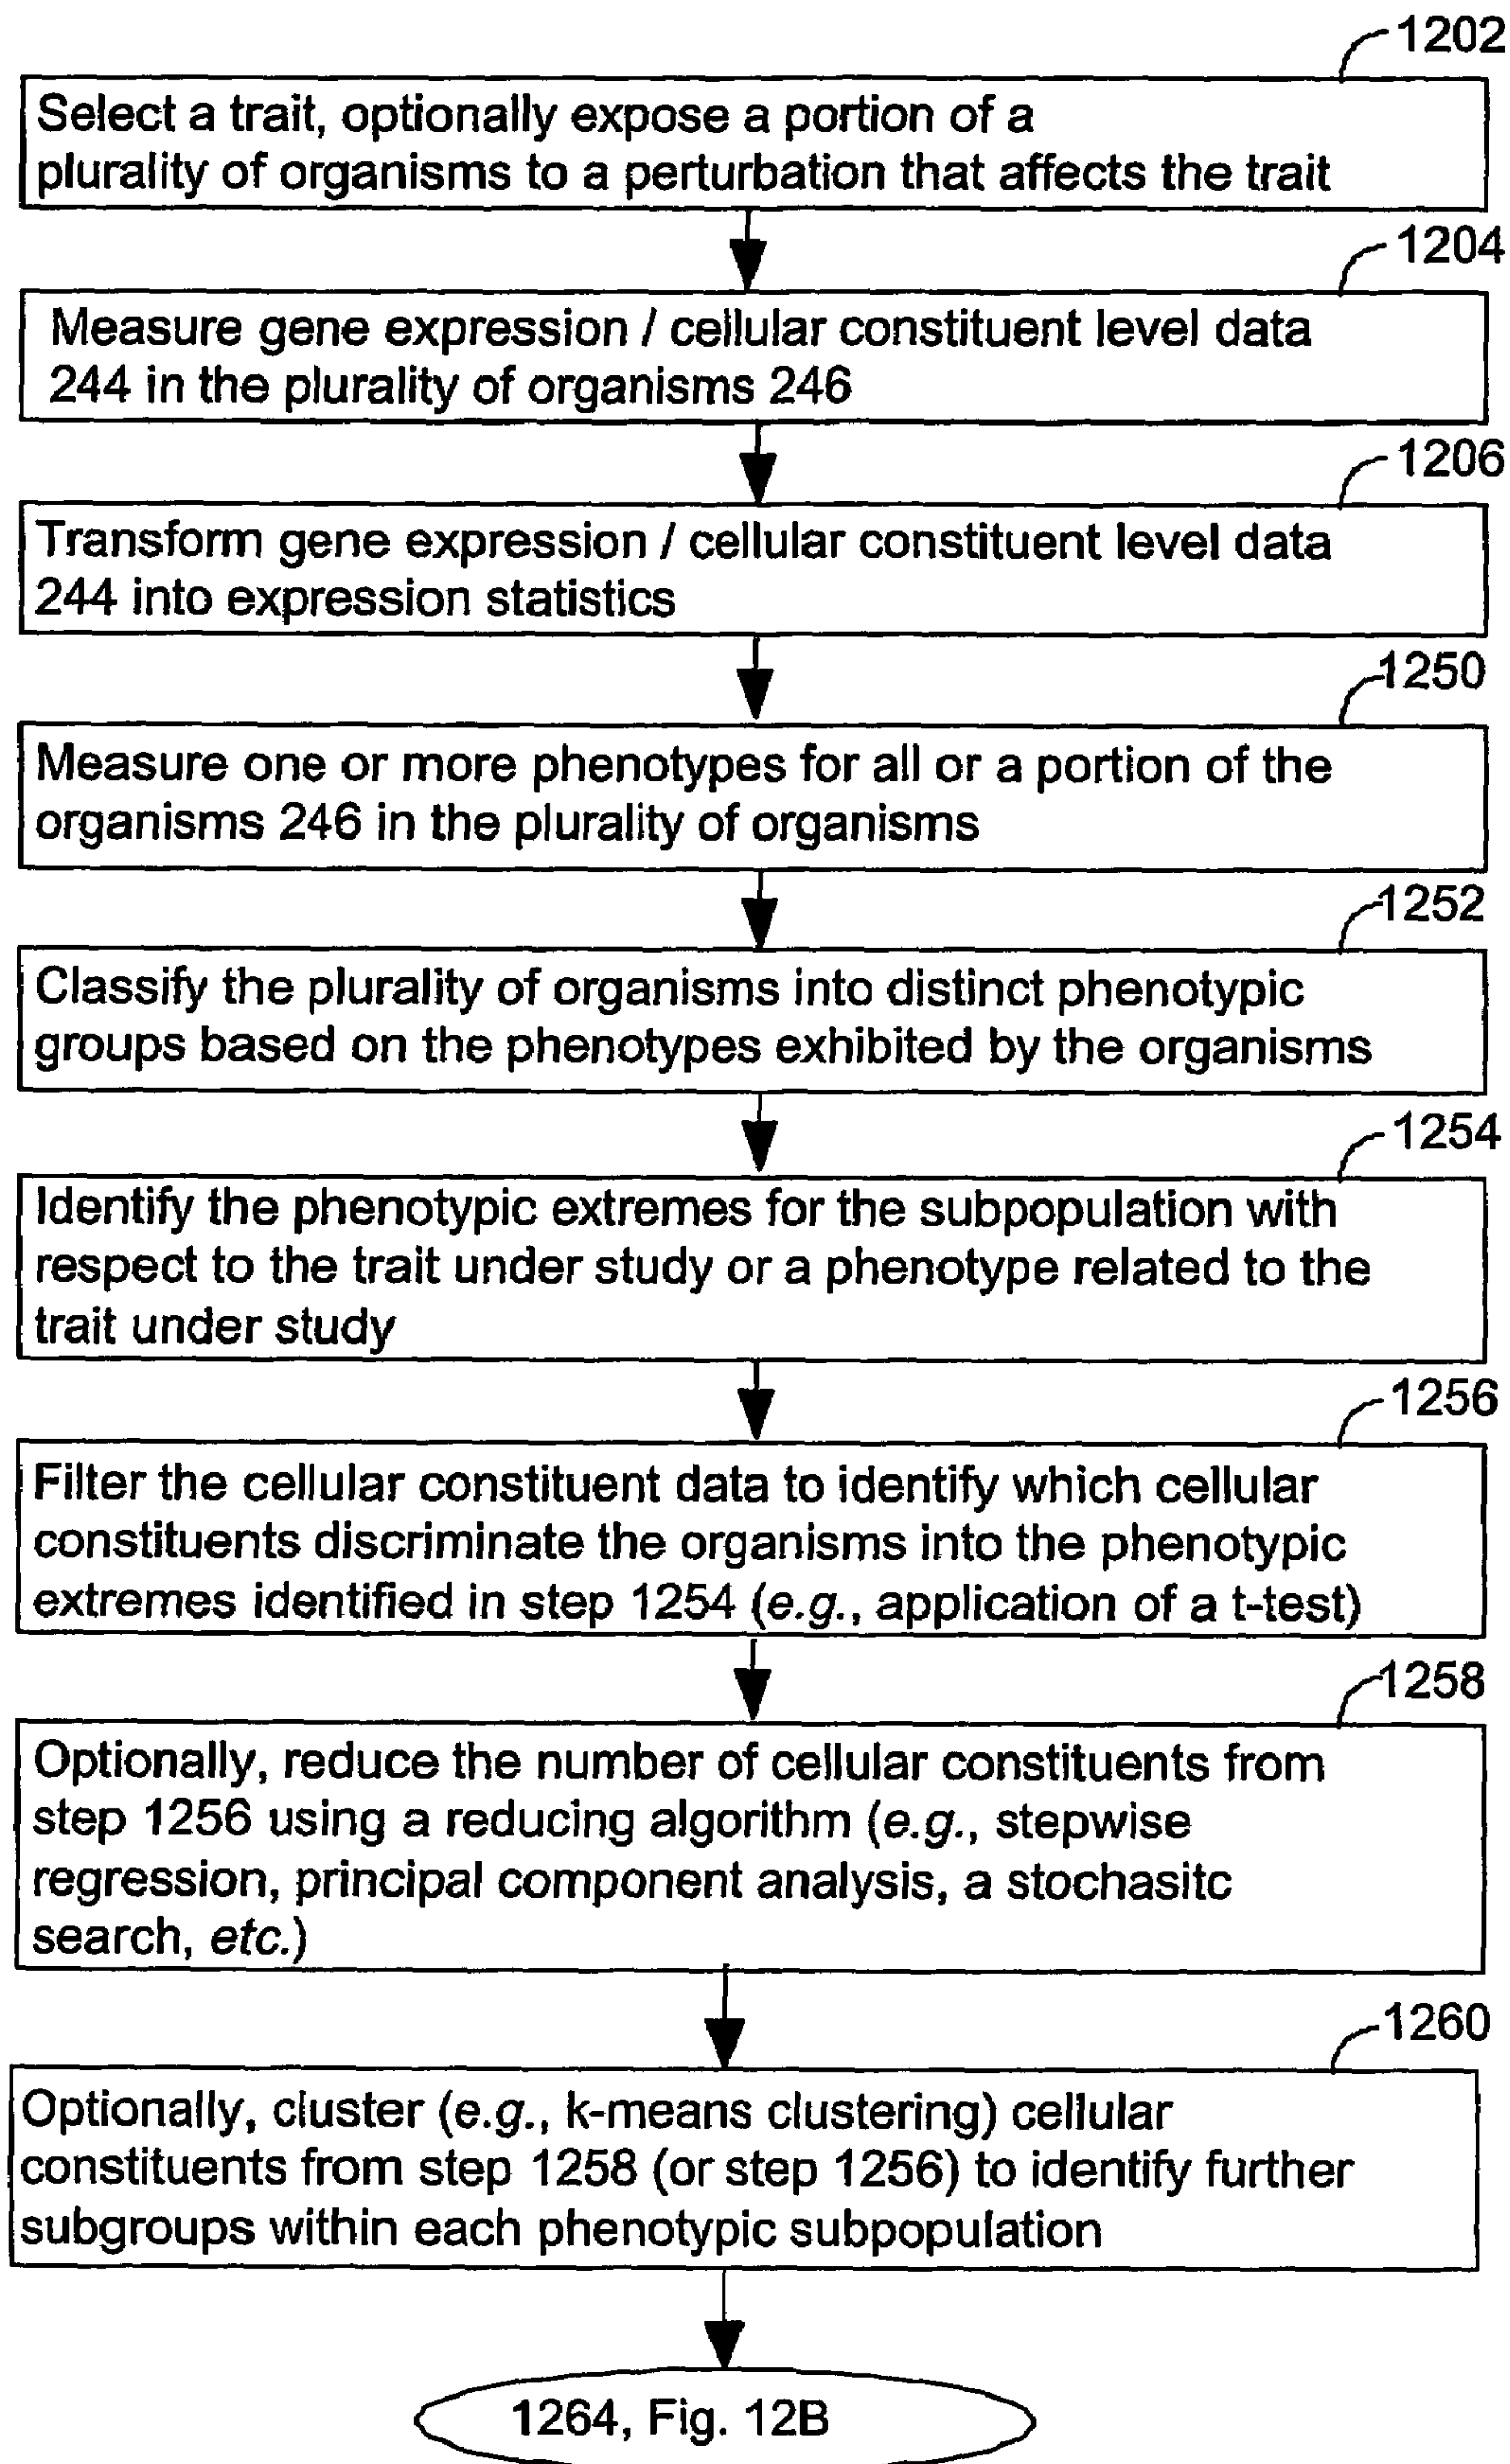 1202
Select a trait, optionally expose a portion of a
plurality of organisms to a perturbation that affects the trait
1204
Measure gene expression / cellular constituent level data
244 in the plurality of organisms 246
1206
Transform gene expression / cellular constituent level data
244 into expression statistics
1250
Measure one or more phenotypes for all or a portion of the
organisms 246 in the plurality of organisms
1252
Classify the plurality of organisms into distinct phenotypic
groups based on the phenotypes exhibited by the organisms
1254
Identify the phenotypic extremes for the subpopulation with
respect to the trait under study or a phenotype related to the
trait under study
1256
Filter the cellular constituent data to identify which cellular
constituents discriminate the organisms into the phenotypic
extremes identified in step 1254 (e.g., application of a t-test)
1258
Optionally, reduce the number of cellular constituents from
step 1256 using a reducing algorithm (e.g., stepwise
regression, principal component analysis, a stochasitc
search, etc.)
1260
Optionally, cluster (e.g., k-means clustering) cellular
constituents from step 1258 (or step 1256) to identify further
subgroups within each phenotypic subpopulation
1264, Fig. 12B